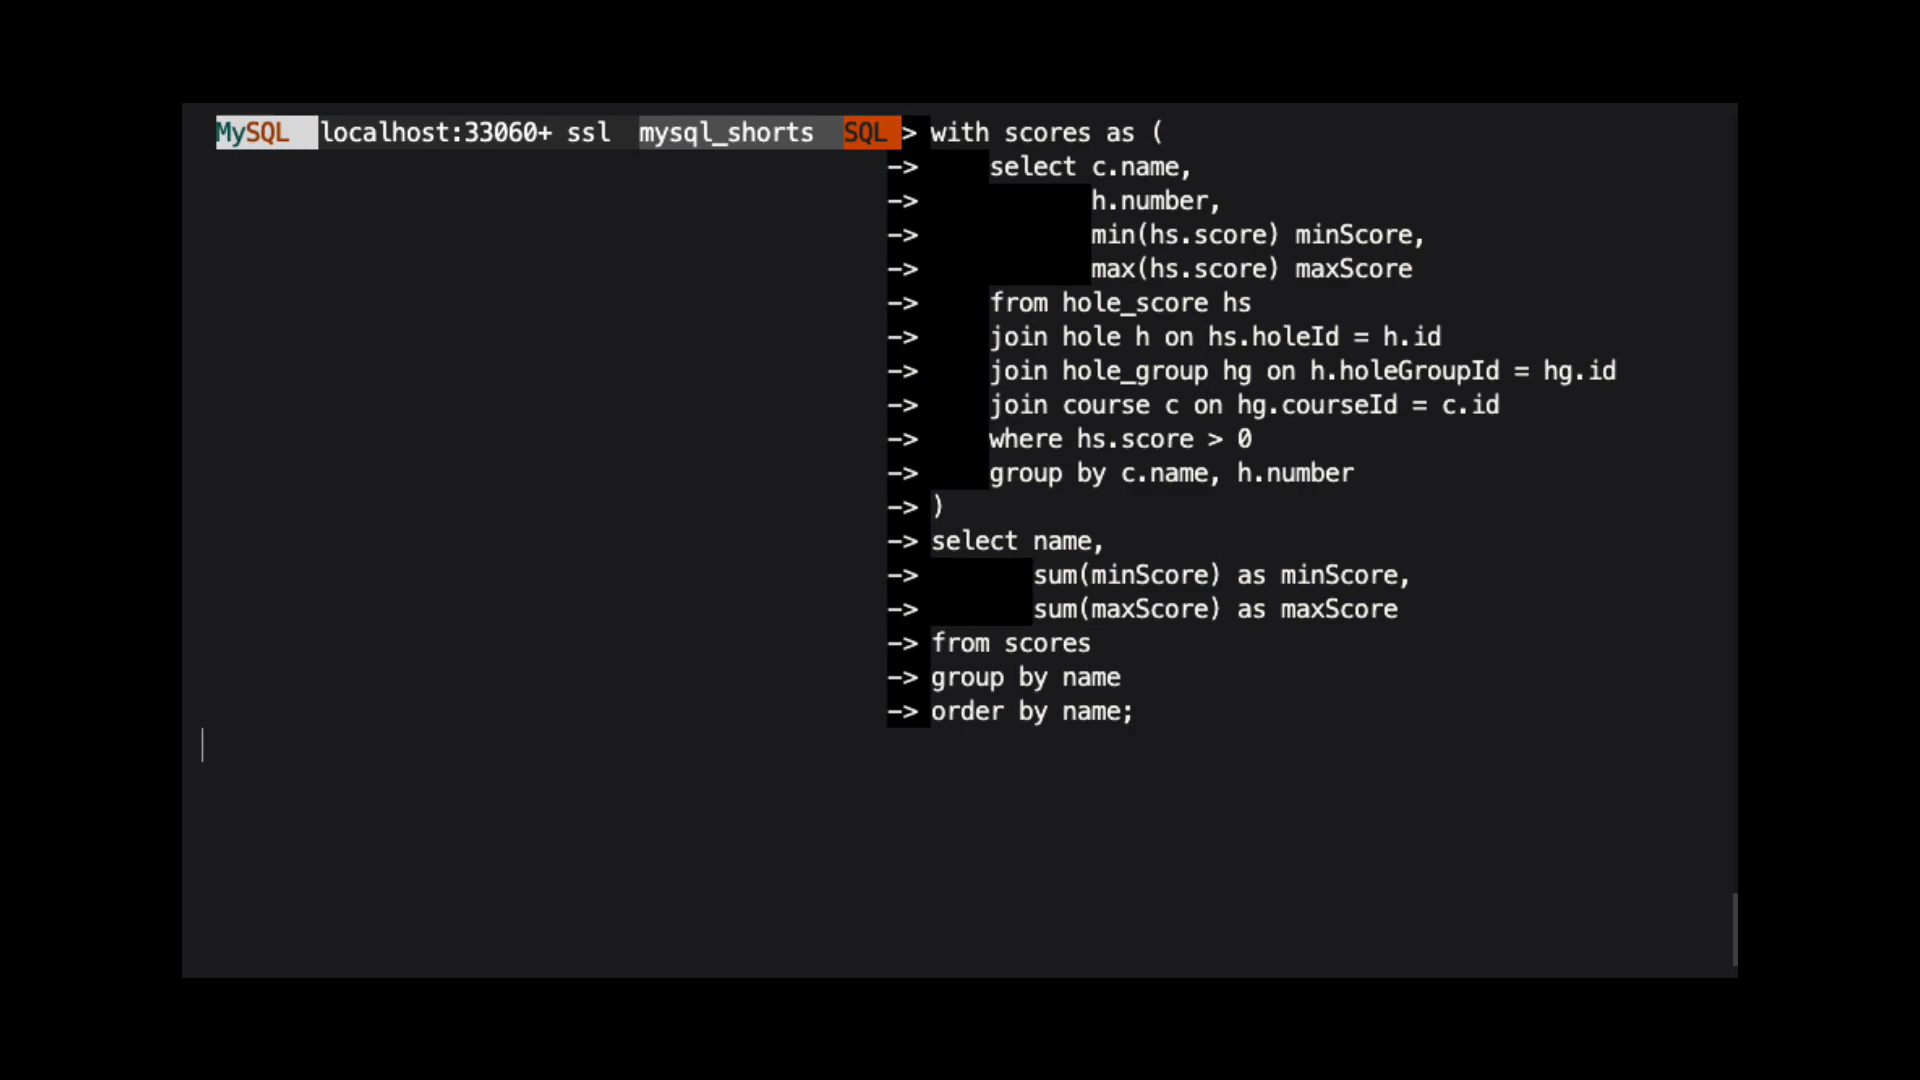 MySQL localhost:33060+ ssl mysql_shorts SQL > with scores as (
-> select c.name,
-> h.number,
-> min(hs.score) minScore,
-> max(hs.score) maxScore
-> from hole_score hs
-> join hole h on hs.holeId = h.id
-> join hole_group hg on h.holeGroupId = hg.id
-> join course c on hg.courseId = c.id
-> where hs.score > 0
-> group by c.name, h.number
-> )
-> select name,
-> sum(minScore) as minScore,
-> sum(maxScore) as maxScore
-> from scores
-> group by name
-> order by name;